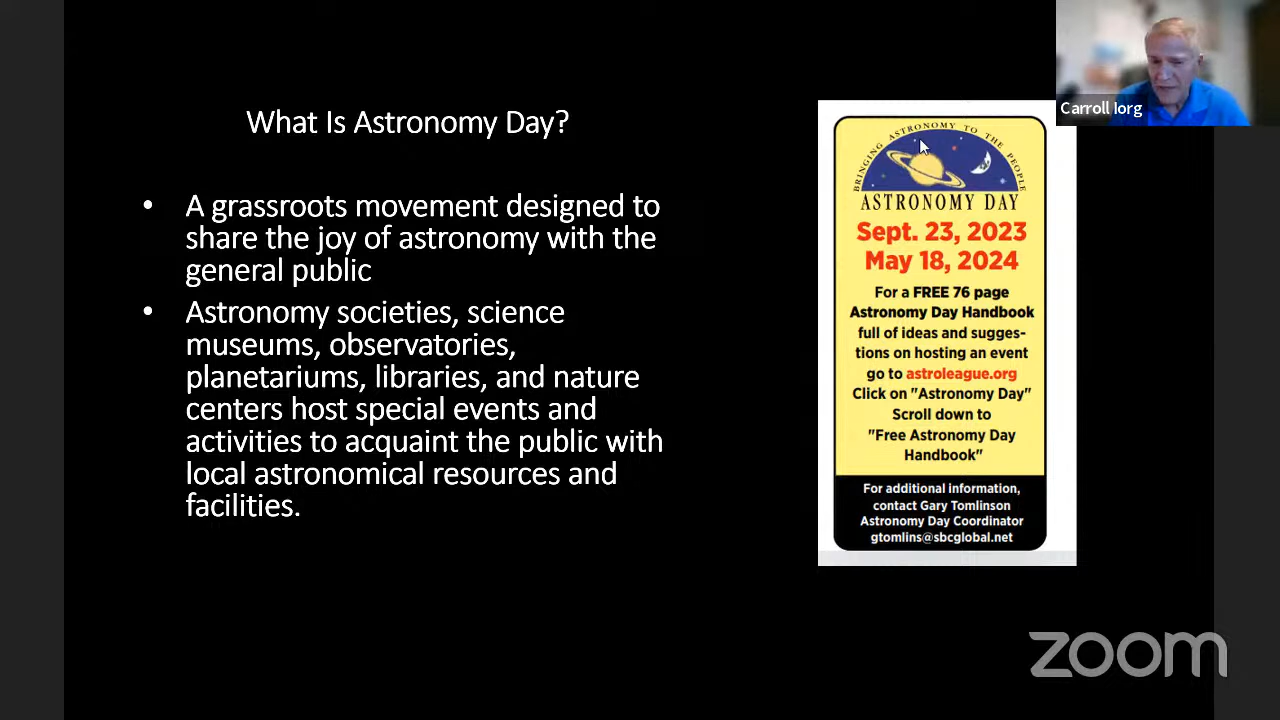 What Is Astronomy Day?
• A grassroots movement designed to
share the joy of astronomy with the
general public
• Astronomy societies, science
museums, observatories,
planetariums, libraries, and nature
centers host special events and
activities to acquaint the public with
local astronomical resources and
facilities.
Carroll Iorg
BRINGING ASTRONOMY TO THE PEOPLE
ASTRONOMY DAY
Sept. 23, 2023
May 18, 2024
For a FREE 76 page
Astronomy Day Handbook
full of ideas and sugges-
tions on hosting an event
go to astroleague.org
Click on "Astronomy Day"
Scroll down to
"Free Astronomy Day
Handbook"
For additional information,
contact Gary Tomlinson
Astronomy Day Coordinator
gtomlins@sbcglobal.net
zoom